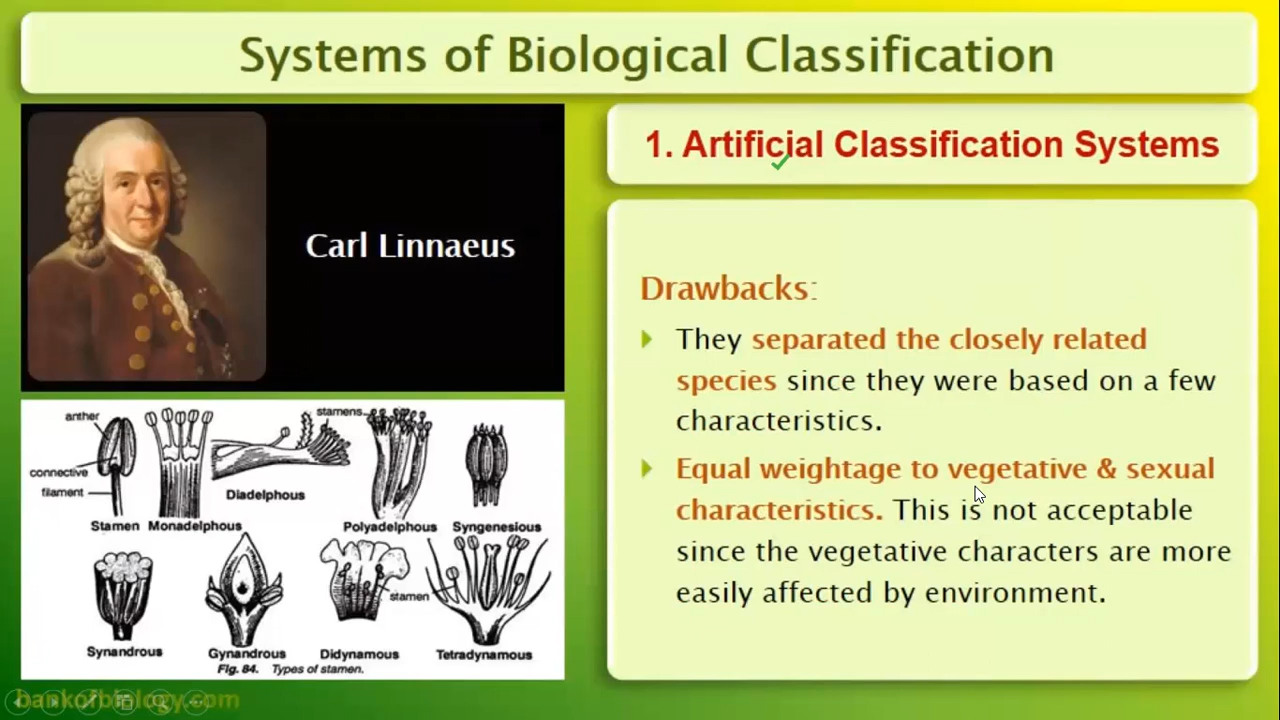 Systems of Biological Classification
Carl Linnaeus
1. Artificial Classification Systems
Drawbacks:
They separated the closely related
species since they were based on a few
characteristics.
Equal weightage to vegetative & sexual
characteristics. This is not acceptable
since the vegetative characters are more
easily affected by environment.
anther
connective
filament
stamens
Diadelphous
Stamen Monadelphous Polyadelphous Syngenesious
stamen
Synandrous Gynandrous Didynamous Tetradynamous
Fig. 84. Types of stamen.
bankofbiology.com